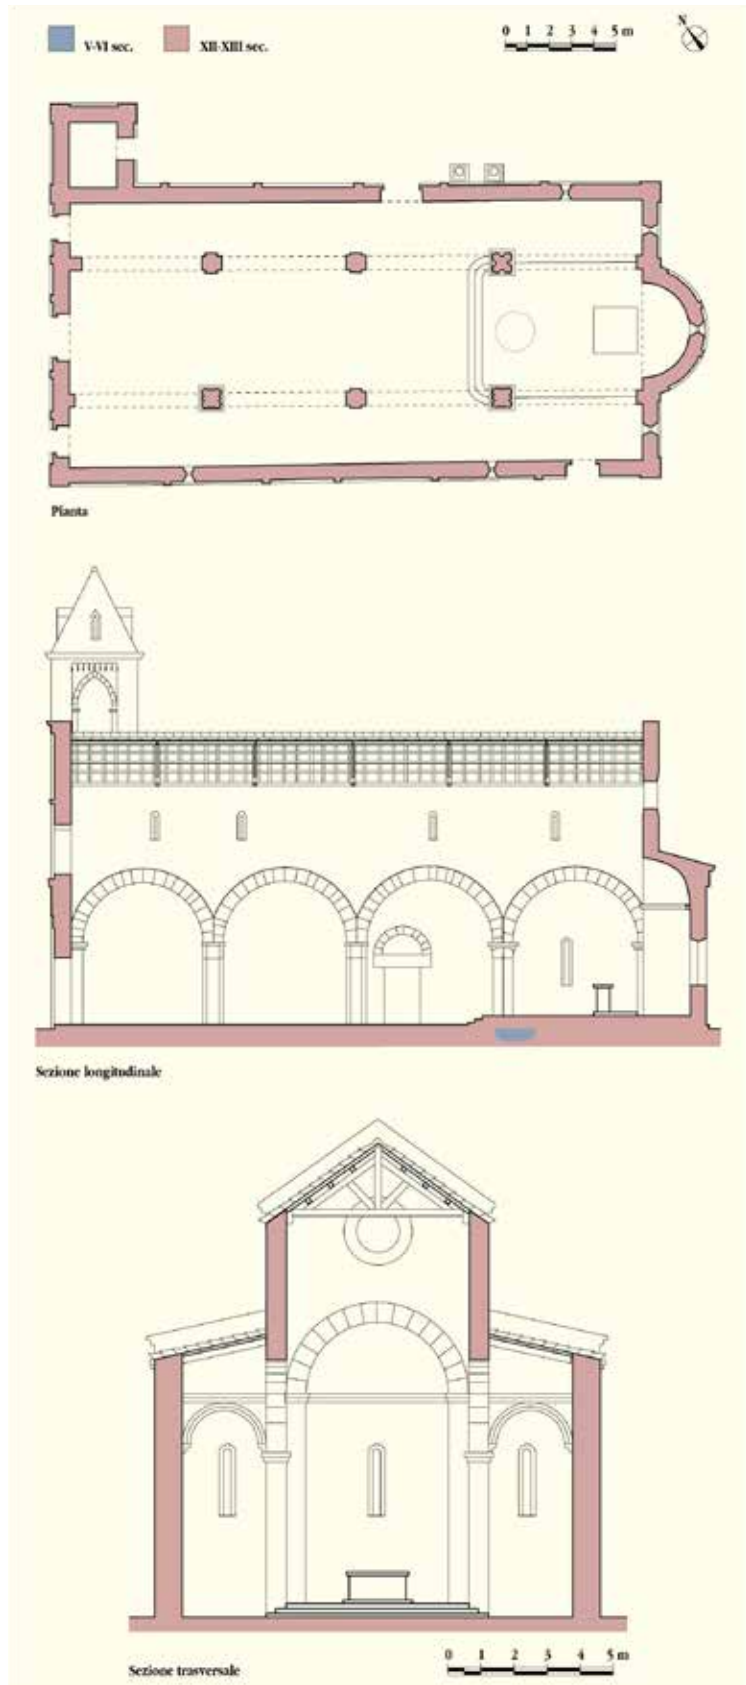 V-VI sec. XII-XIII sec. 0 1 2 3 4 5 m N
Pianta
Sezione longitudinale
0 1 2 3 4 5 m
Sezione trasversale